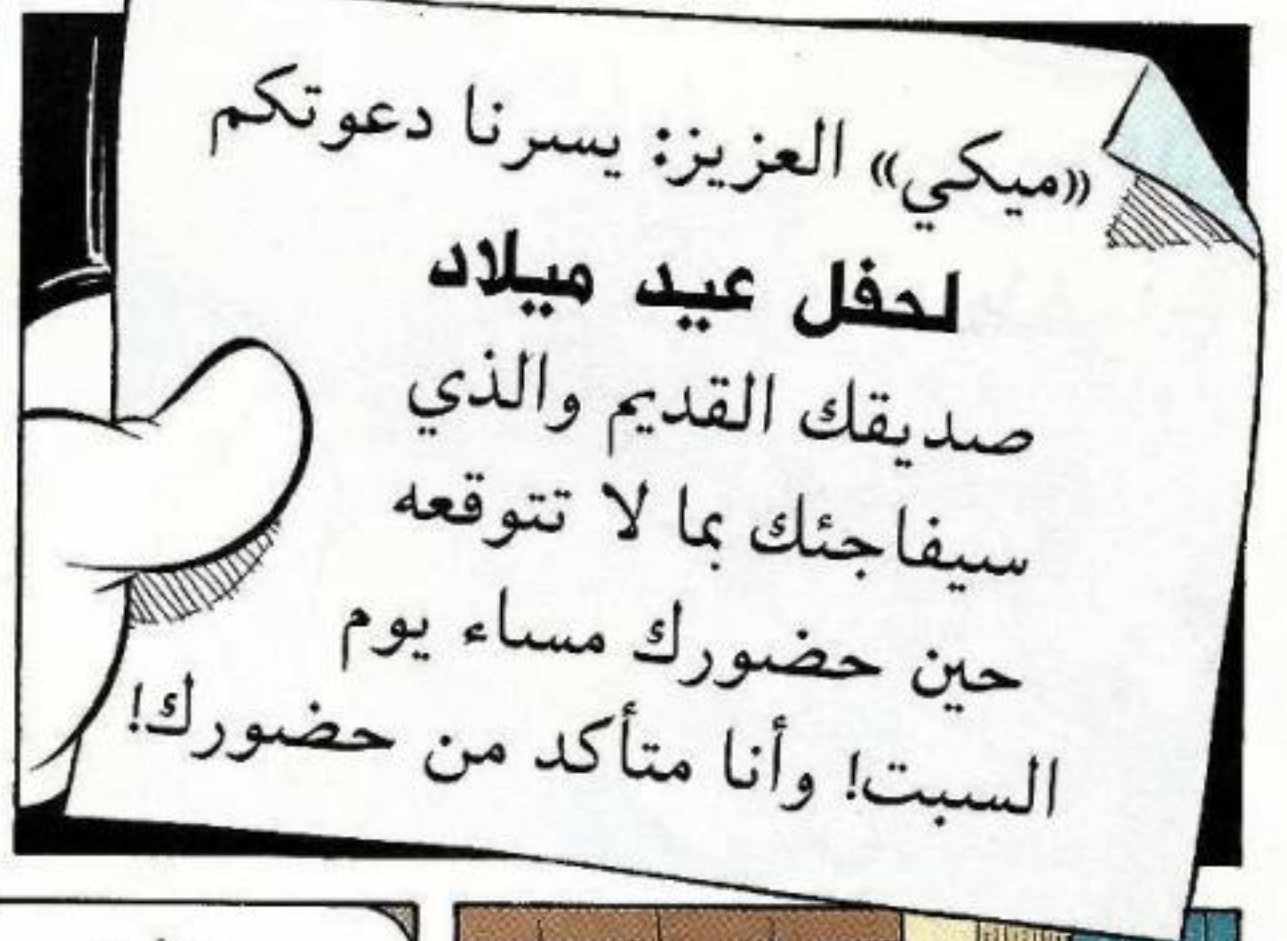 «ميكي» العزيز: يسرنا دعوتكم
لحفل عيد ميلاد
صديقك القديم والذي
سيفاجئك بما لا تتوقعه
حين حضورك مساء يوم
السبت! وأنا متأكد من حضورك!